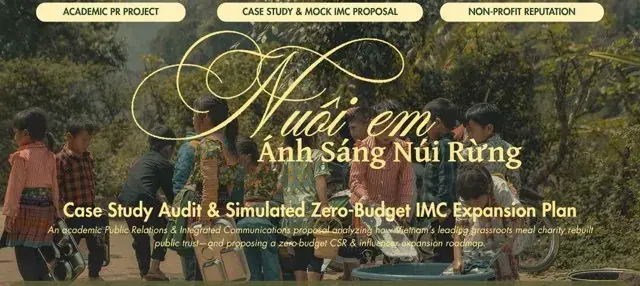 ACADEMIC PR PROJECT
CASE STUDY & MOCK IMC PROPOSAL
NON-PROFIT REPUTATION
Nuôi em
Ánh Sáng Núi Rừng
Case Study Audit & Simulated Zero-Budget IMC Expansion Plan
An academic Public Relations & Integrated Communications proposal analyzing how Vietnam's leading grassroots meal charity rebuilt
public trust—and proposing a zero-budget CSR & influencer expansion roadmap.